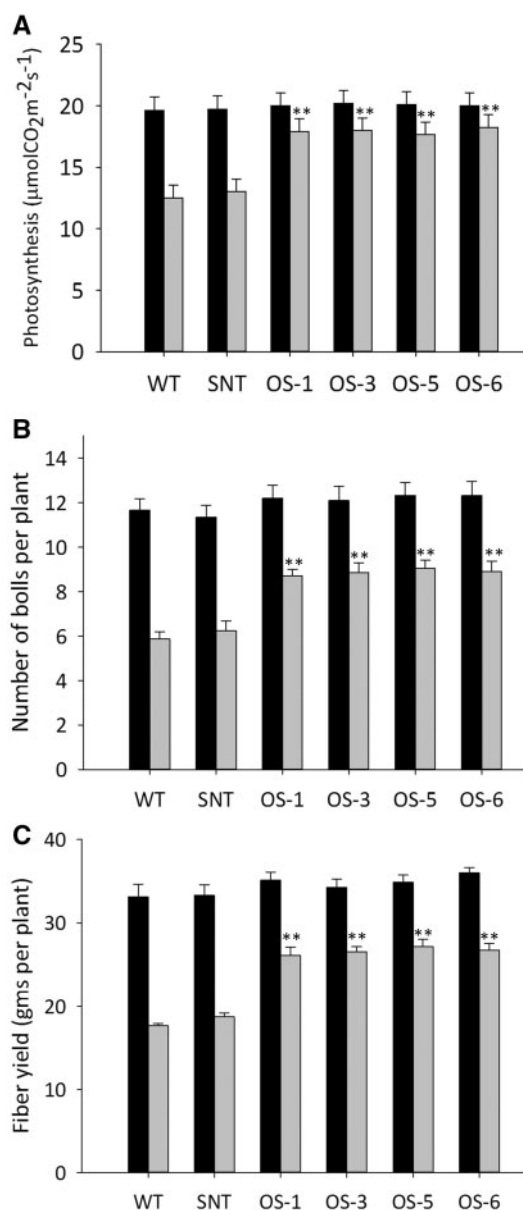 A
Photosynthesis (μmolCO2m-2s-1)
25
20
15
10
5
0
** ** ** **
WT SNT OS-1 OS-3 OS-5 OS-6
B
Number of bolls per plant
14
12
10
8
6
4
2
0
** ** ** **
WT SNT OS-1 OS-3 OS-5 OS-6
C
Fiber yield (gms per plant)
40
30
20
10
0
** ** ** **
WT SNT OS-1 OS-3 OS-5 OS-6